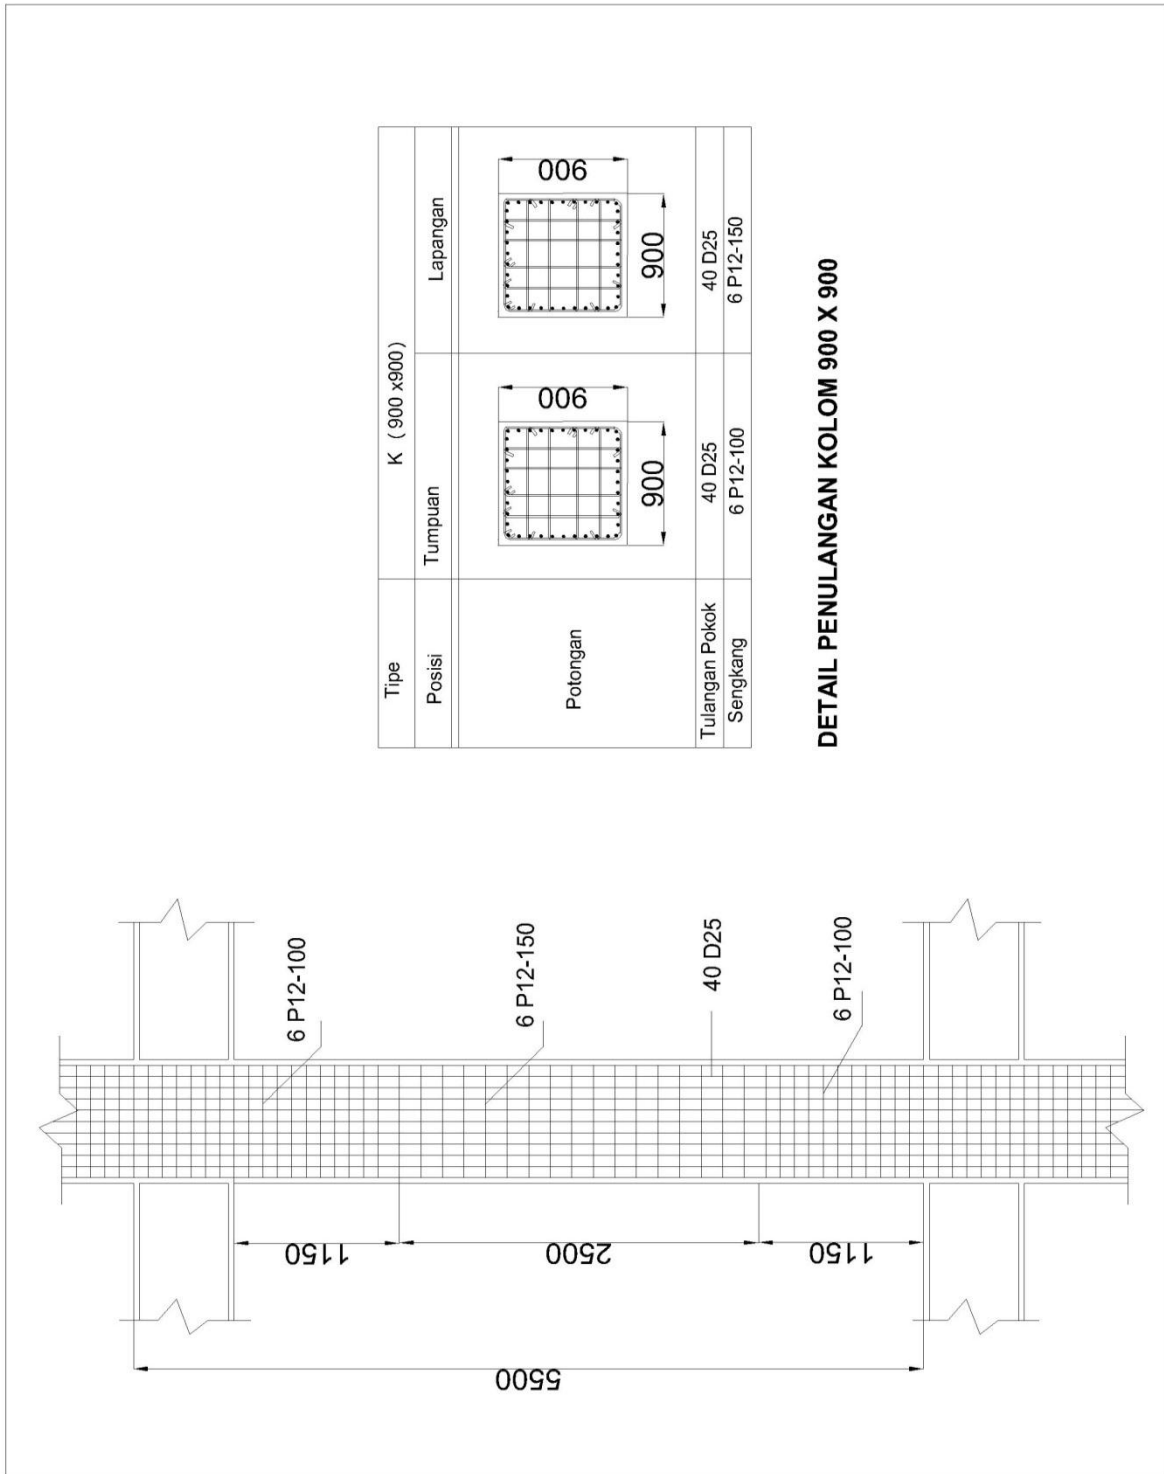 Tipe
K ( 900 x900)
Posisi
Tumpuan
Lapangan
Potongan
900
900
900
900
Tulangan Pokok
40 D25
40 D25
Sengkang
6 P12-100
6 P12-150
DETAIL PENULANGAN KOLOM 900 X 900
6 P12-100
6 P12-150
40 D25
6 P12-100
1150
2500
1150
5500